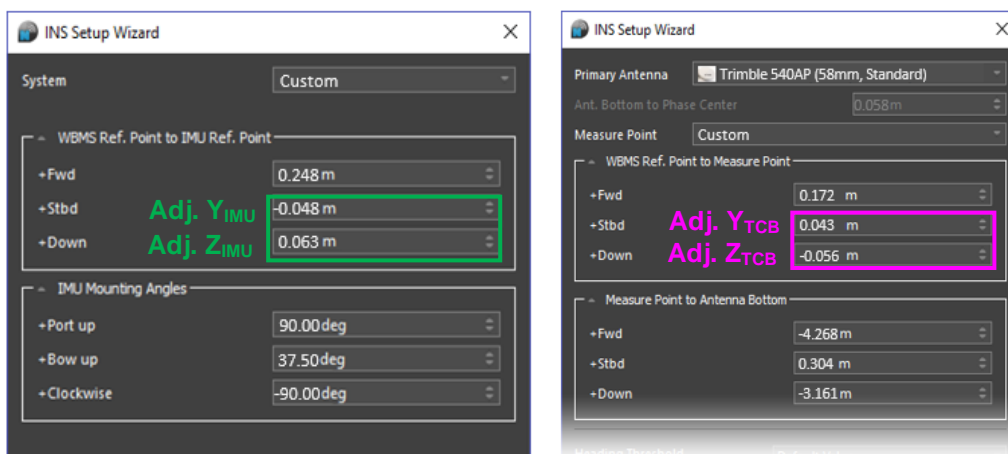 INS Setup Wizard
System Custom
WBMS Ref. Point to IMU Ref. Point
+Fwd 0.248 m
+Stbd Adj. YIMU -0.048 m
+Down Adj. ZIMU 0.063 m
IMU Mounting Angles
+Port up 90.00deg
+Bow up 37.50deg
+Clockwise -90.00deg
INS Setup Wizard
Primary Antenna Trimble 540AP (58mm, Standard)
Ant. Bottom to Phase Center 0.058m
Measure Point Custom
WBMS Ref. Point to Measure Point
+Fwd 0.172 m
+Stbd Adj. YTCB 0.043 m
+Down Adj. ZTCB -0.056 m
Measure Point to Antenna Bottom
+Fwd -4.268 m
+Stbd 0.304 m
+Down -3.161 m